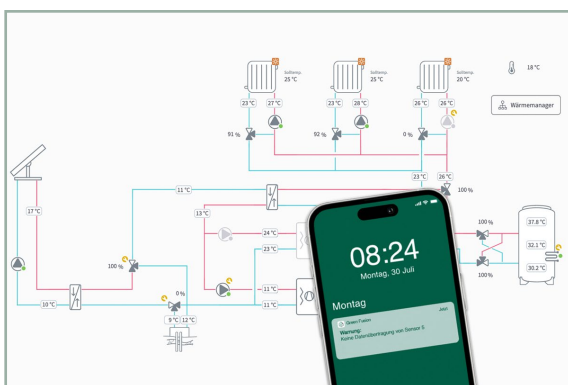 Solltemp.
25 °C
Solltemp.
25 °C
Solltemp.
20 °C
18 °C
Wärmemanager
23 °C
27 °C
23 °C
28 °C
26 °C
26 °C
91 %
92 %
0 %
23 °C
26 °C
11 °C
100 %
17 °C
13 °C
24 °C
23 °C
100 %
37.8 °C
32.1 °C
30.2 °C
100 %
100 %
11 °C
11 °C
10 °C
0 %
9 °C
12 °C
08:24
Montag, 30 Juli
Montag
Green Fusion
Jetzt
Warnung:
Keine Datenübertragung von Sensor 5